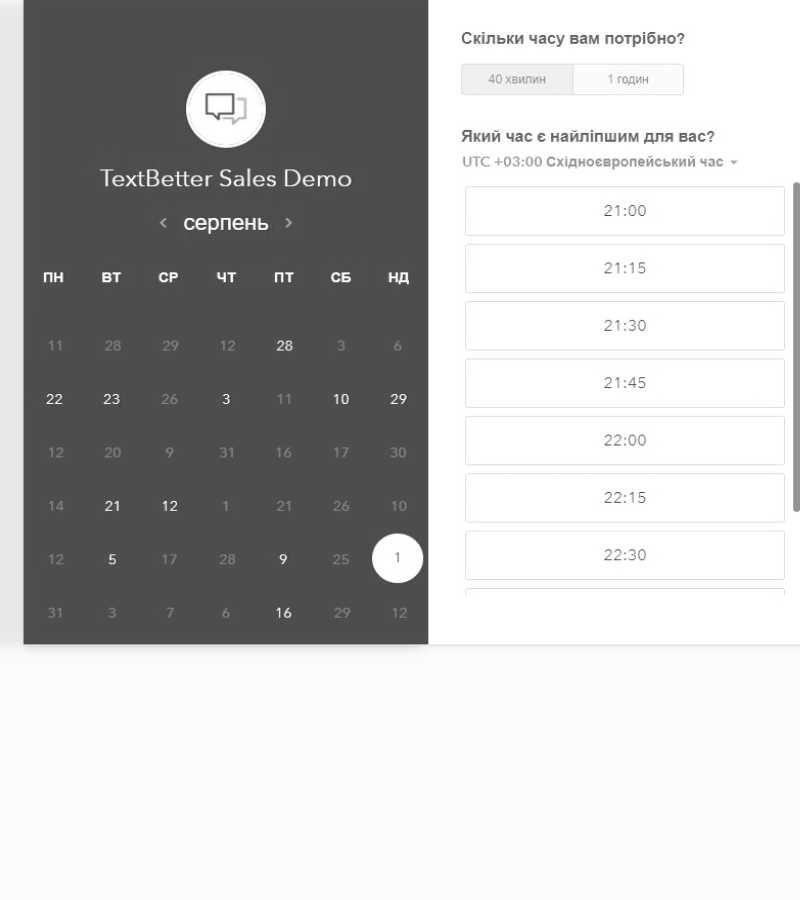 TextBetter Sales Demo
серпень
ПН ВТ СР ЧТ ПТ СБ НД
11 28 29 12 28 3 6
22 23 26 3 11 10 29
12 20 9 31 16 17 30
14 21 12 1 21 26 10
12 5 17 28 9 25 1
31 3 7 6 16 29 12
Скільки часу вам потрібно?
40 хвилин 1 годин
Який час є найліпшим для вас?
UTC +03:00 Східноєвропейський час
21:00
21:15
21:30
21:45
22:00
22:15
22:30